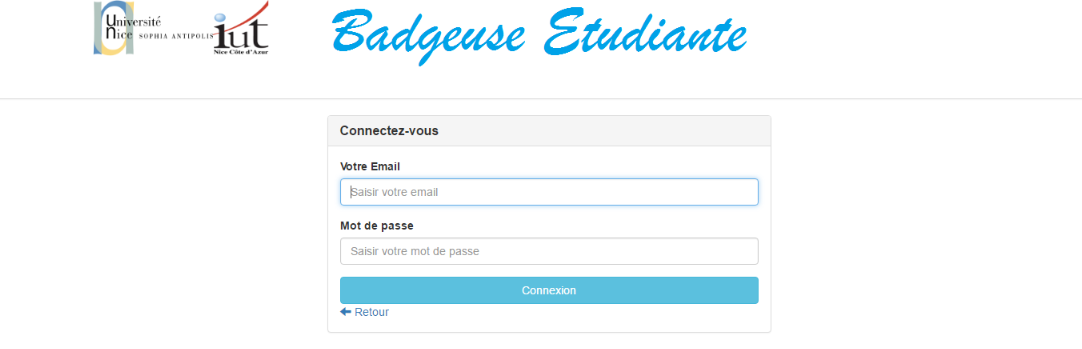 Université
Nice SOPHIA ANTIPOLIS
iut
Nice Côte d'Azur
Badgeuse Etudiante
Connectez-vous
Votre Email
Saisir votre email
Mot de passe
Saisir votre mot de passe
Connexion
Retour